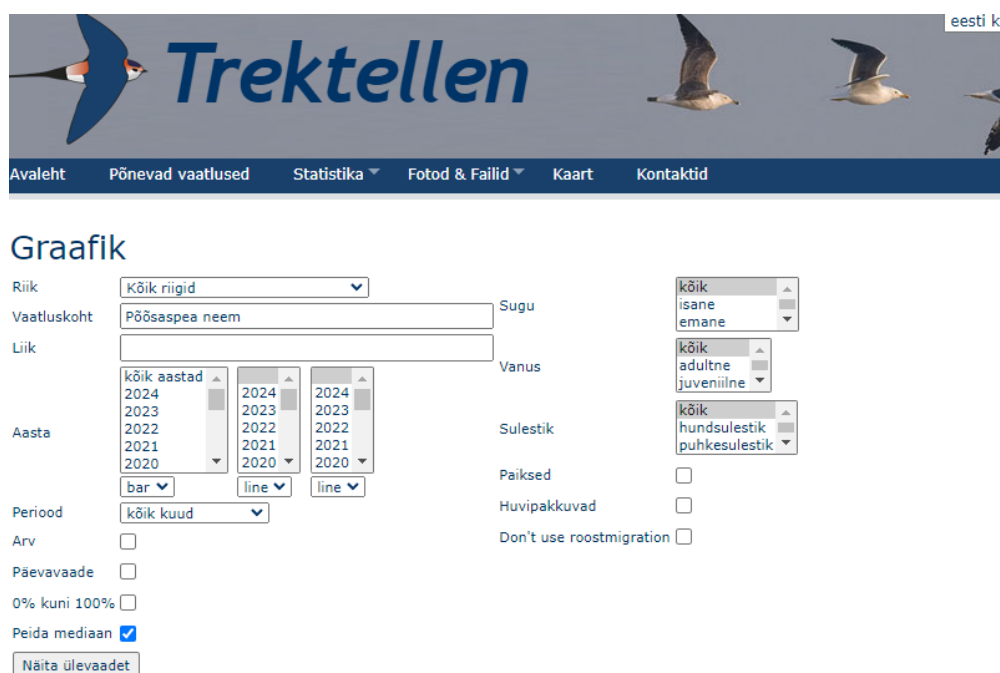 eesti k
Trektellen
Avaleht Põnevad vaatlused Statistika Fotod & Failid Kaart Kontaktid
Graafik
Riik Kõik riigid
Vaatluskoht Põõsaspea neem
Liik
Aasta
kõik aastad
2024
2023
2022
2021
2020
2024
2023
2022
2021
2020
2024
2023
2022
2021
2020
bar line line
Periood kõik kuud
Arv
Päevavaade
0% kuni 100%
Peida mediaan
Näita ülevaadet
Sugu
kõik
isane
emane
Vanus
kõik
adultne
juveniilne
Sulestik
kõik
hundsulestik
puhkesulestik
Paiksed
Huvipakkuvad
Don't use roostmigration